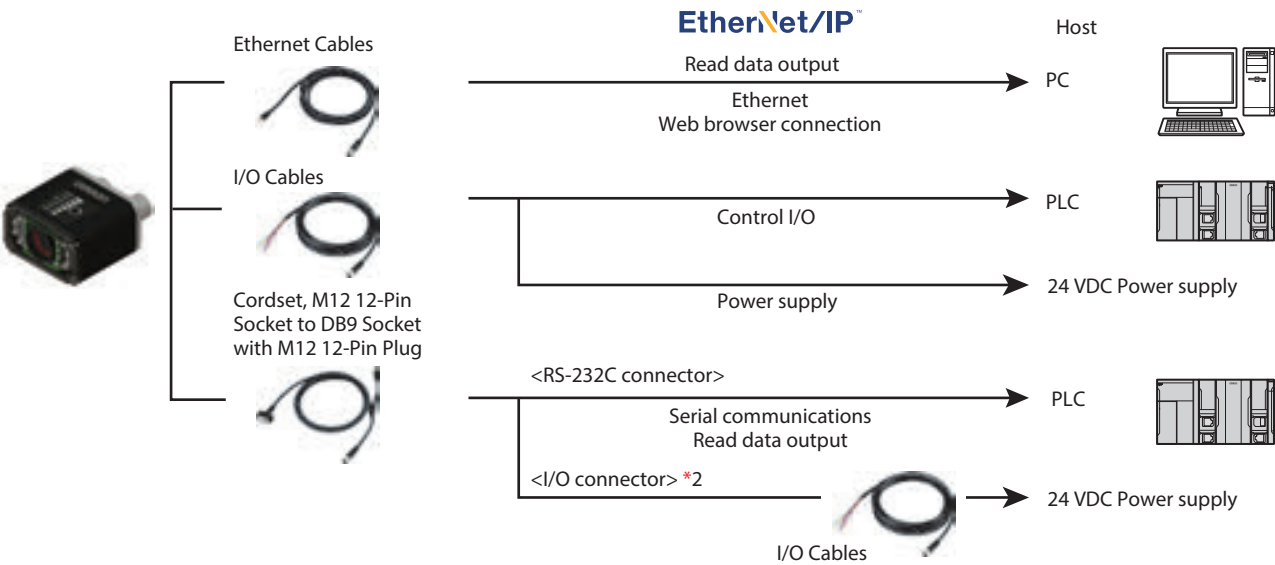 EtherNet/IP™
Host
Ethernet Cables
Read data output
PC
Ethernet
Web browser connection
I/O Cables
Control I/O
PLC
Power supply
24 VDC Power supply
Cordset, M12 12-Pin
Socket to DB9 Socket
with M12 12-Pin Plug
<RS-232C connector>
PLC
Serial communications
Read data output
<I/O connector> *2
24 VDC Power supply
I/O Cables